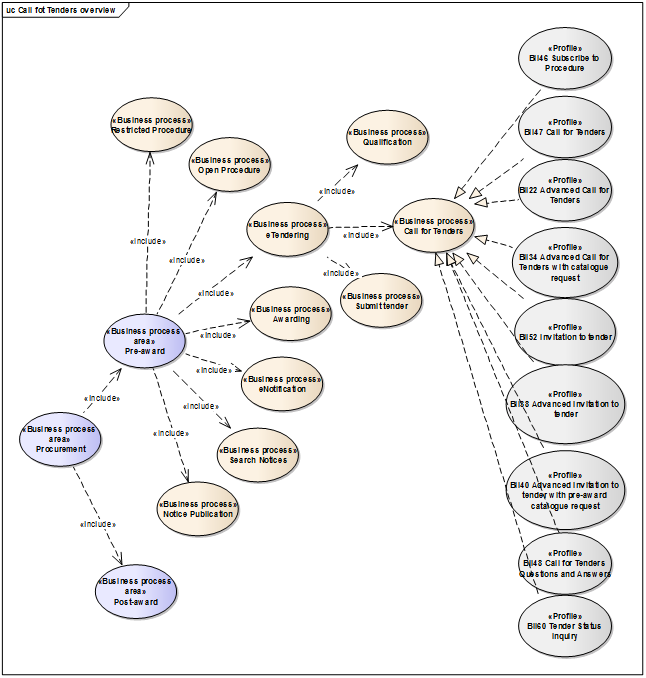 uc Call fot Tenders overview
«Profile»
BII46 Subscribe to
Procedure
«Business process»
Restricted Procedure
«Profile»
BII47 Call for Tenders
«Business process»
Open Procedure
«Business process»
Qualification
«Profile»
BII22 Advanced Call for
Tenders
«include»
«Business process»
eTendering
«Business process»
Call for Tenders
«include»
«include»
«include»
«Profile»
BII34 Advanced Call for
Tenders with catalogue
request
«include»
«include»
«Business process»
Submit tender
«include»
«Business process»
Awarding
«Profile»
BII52 Invitation to tender
«Business process
area»
Pre-award
«include»
«include»
«Business process»
eNotification
«include»
«Profile»
BII38 Advanced Invitation to
tender
«include»
«Business process
area»
Procurement
«include»
«Business process»
Search Notices
«Profile»
BII40 Advanced Invitation to
tender with pre-award
catalogue request
«Business process»
Notice Publication
«include»
«Profile»
BII48 Call for Tenders
Questions and Answers
«Business process
area»
Post-award
«Profile»
BII60 Tender Status
Inquiry